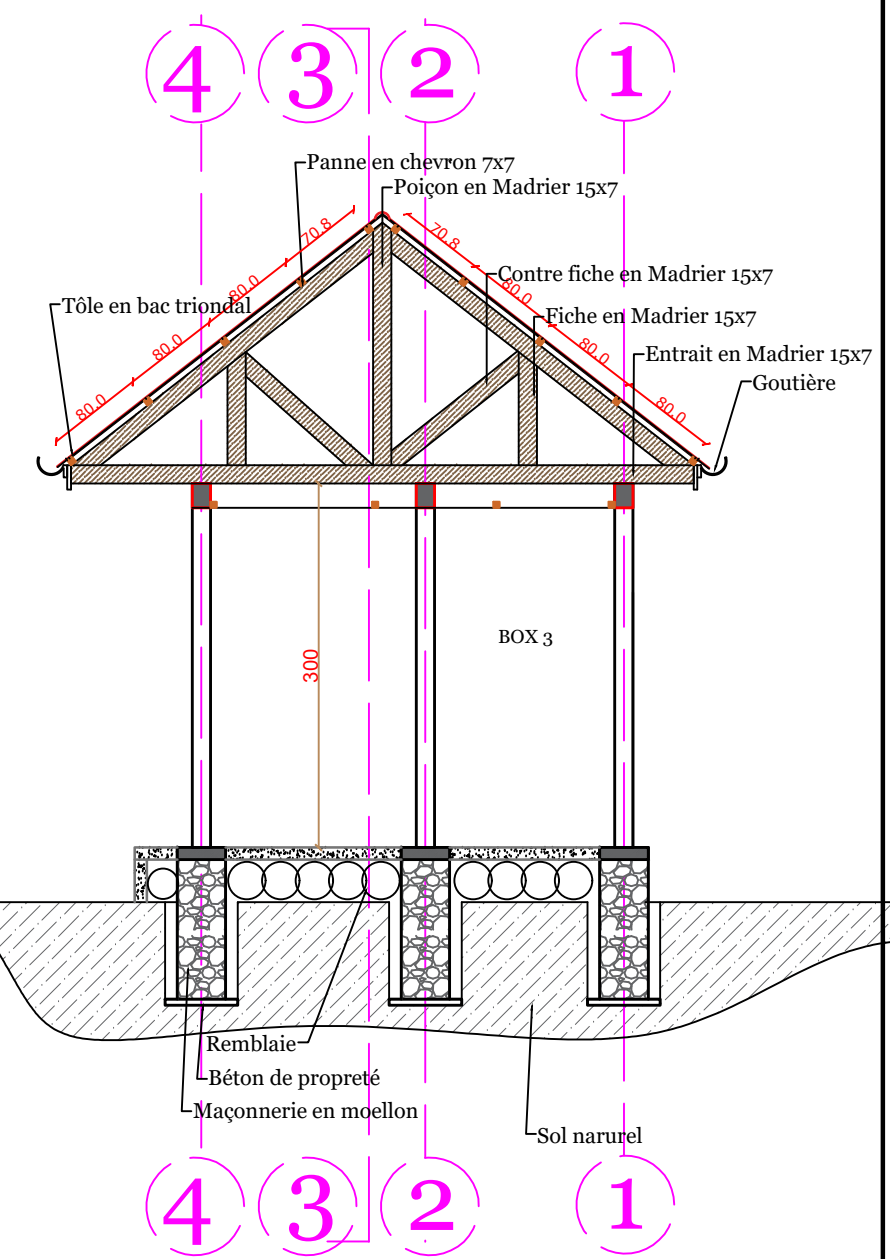 4 3 2 1
Panne en chevron 7x7
Poiçon en Madrier 15x7
70,8
70,8
Contre fiche en Madrier 15x7
80,0
80,0
Tôle en bac triondal
Fiche en Madrier 15x7
80,0
80,0
Entrait en Madrier 15x7
Goutière
80,0
80,0
300
BOX 3
Remblaie
Béton de propreté
Maçonnerie en moellon
Sol narurel
4 3 2 1